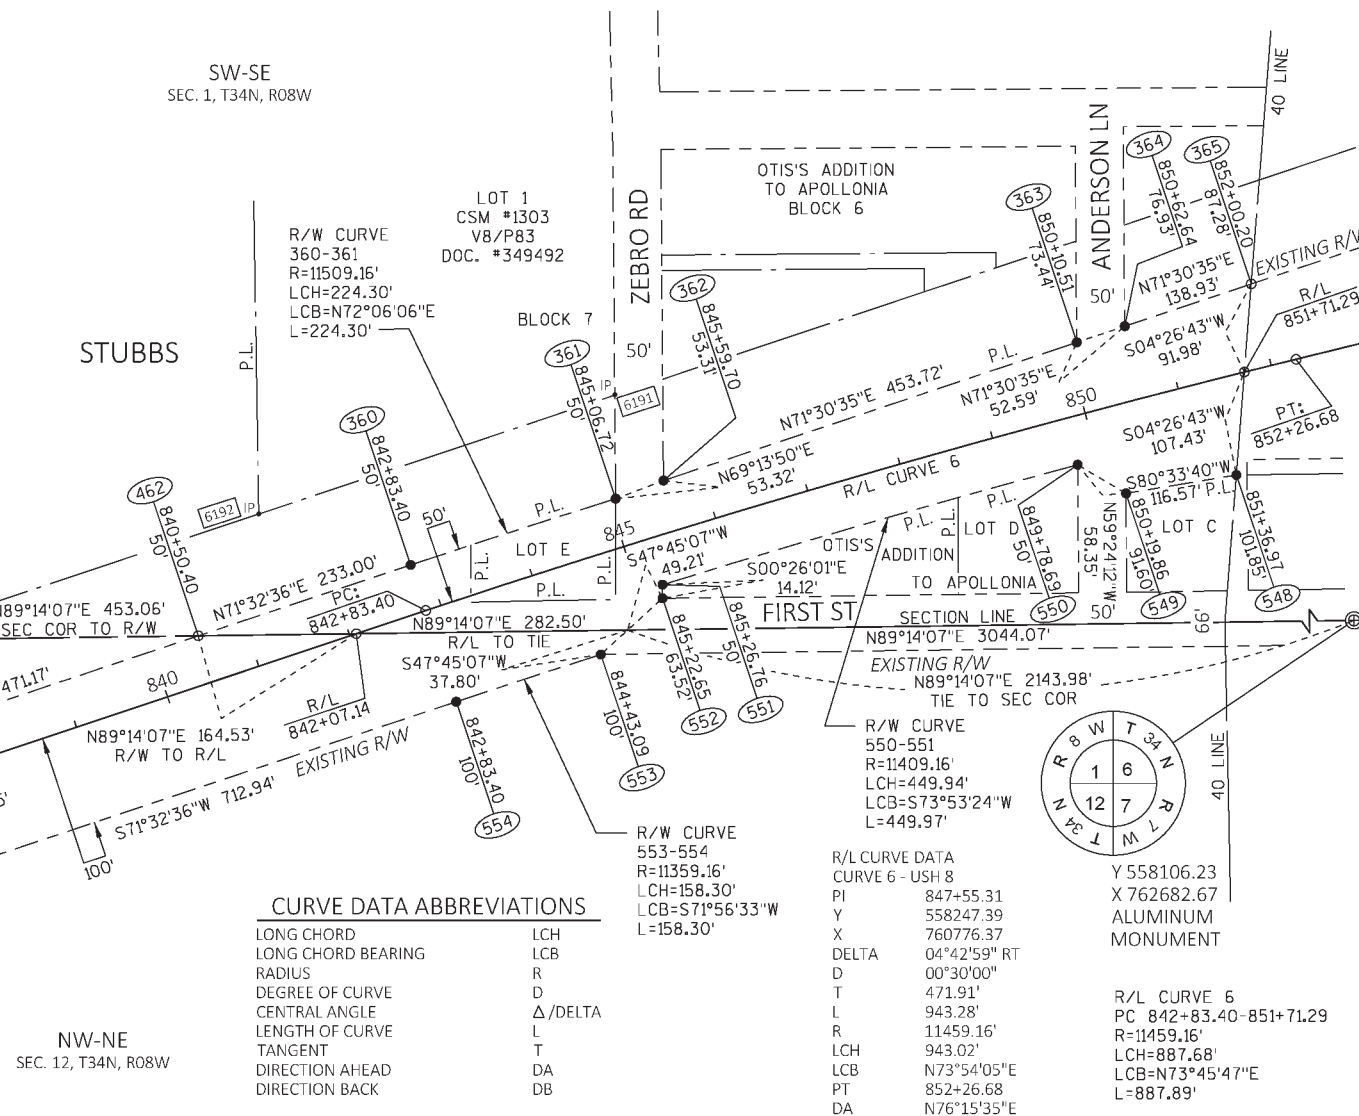 SW-SE
SEC. 1, T34N, R08W
STUBBS
P.L.
R/W CURVE
360-361
R=11509.16'
LCH=224.30'
LCB=N72°06'06"E
L=224.30'
LOT 1
CSM #1303
V8/P83
DOC. #349492
BLOCK 7
ZEBRO RD
50'
OTIS'S ADDITION
TO APOLLONIA
BLOCK 6
ANDERSON LN
50'
40 LINE
462
840+50.40
50'
360
842+83.40
50'
361
845+06.72
50'
362
845+59.70
53.31'
363
850+10.51
73.44'
364
850+62.64
76.93'
365
852+00.20
87.28'
6192
IP
6191
IP
EXISTING R/W
N71°30'35"E
138.93'
R/L
851+71.29
S04°26'43"W
91.98'
P.L.
N71°30'35"E 453.72'
N71°30'35"E
52.59'
850
S04°26'43"W
107.43'
PT:
852+26.68
N69°13'50"E
53.32'
R/L CURVE 6
S80°33'40"W
116.57'
P.L.
P.L.
50'
845
LOT E
P.L.
P.L.
P.L.
S47°45'07"W
49.21'
OTIS'S
ADDITION
TO APOLLONIA
P.L.
P.L.
P.L.
LOT D
LOT C
849+78.69
50'
550
58.35'
N59°24'12"W
50'
850+19.86
91.60'
549
851+36.97
101.85'
548
66'
N71°32'36"E 233.00'
PC:
842+83.40
S00°26'01"E
14.12'
FIRST ST
SECTION LINE
N89°14'07"E 3044.07'
N89°14'07"E 453.06'
SEC COR TO R/W
N89°14'07"E 282.50'
R/L TO TIE
S47°45'07"W
37.80'
EXISTING R/W
N89°14'07"E 2143.98'
TIE TO SEC COR
471.17'
840
R/L
842+07.14
N89°14'07"E 164.53'
R/W TO R/L
EXISTING R/W
S71°32'36"W 712.94'
100'
842+83.40
100'
554
844+43.09
100'
553
845+22.65
63.52'
552
845+26.76
50'
551
R/W CURVE
550-551
R=11409.16'
LCH=449.94'
LCB=S73°53'24"W
L=449.97'
R/W CURVE
553-554
R=11359.16'
LCH=158.30'
LCB=S71°56'33"W
L=158.30'
40 LINE
R 8 W
T 34 N
1
6
12
7
T 34 N
R 7 W
Y 558106.23
X 762682.67
ALUMINUM
MONUMENT
CURVE DATA ABBREVIATIONS
LONG CHORD LCH
LONG CHORD BEARING LCB
RADIUS R
DEGREE OF CURVE D
CENTRAL ANGLE Δ/DELTA
LENGTH OF CURVE L
TANGENT T
DIRECTION AHEAD DA
DIRECTION BACK DB
R/L CURVE DATA
CURVE 6 - USH 8
PI 847+55.31
Y 558247.39
X 760776.37
DELTA 04°42'59" RT
D 00°30'00"
T 471.91'
L 943.28'
R 11459.16'
LCH 943.02'
LCB N73°54'05"E
PT 852+26.68
DA N76°15'35"E
R/L CURVE 6
PC 842+83.40-851+71.29
R=11459.16'
LCH=887.68'
LCB=N73°45'47"E
L=887.89'
NW-NE
SEC. 12, T34N, R08W